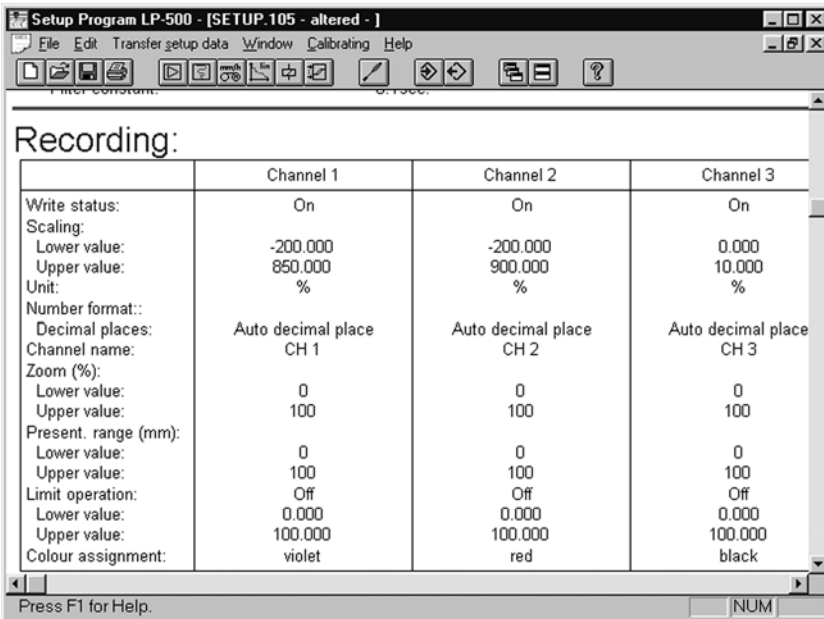 Setup Program LP-500 - [SETUP.105 - altered - ]
File Edit Transfer setup data Window Calibrating Help
Filter constant:
Recording:
Channel 1 Channel 2 Channel 3
Write status: On On On
Scaling:
Lower value: -200.000 -200.000 0.000
Upper value: 850.000 900.000 10.000
Unit: % % %
Number format::
Decimal places: Auto decimal place Auto decimal place Auto decimal place
Channel name: CH 1 CH 2 CH 3
Zoom (%):
Lower value: 0 0 0
Upper value: 100 100 100
Present. range (mm):
Lower value: 0 0 0
Upper value: 100 100 100
Limit operation: Off Off Off
Lower value: 0.000 0.000 0.000
Upper value: 100.000 100.000 100.000
Colour assignment: violet red black
Press F1 for Help. NUM